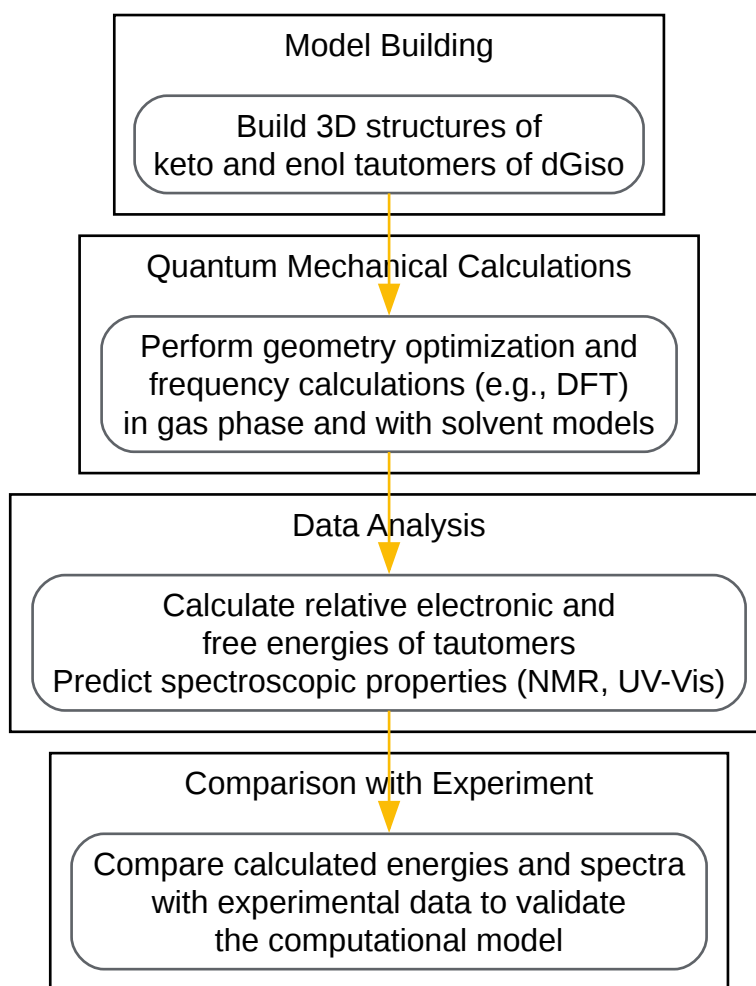 Model Building
Build 3D structures of
keto and enol tautomers of dGiso
Quantum Mechanical Calculations
Perform geometry optimization and
frequency calculations (e.g., DFT)
in gas phase and with solvent models
Data Analysis
Calculate relative electronic and
free energies of tautomers
Predict spectroscopic properties (NMR, UV-Vis)
Comparison with Experiment
Compare calculated energies and spectra
with experimental data to validate
the computational model